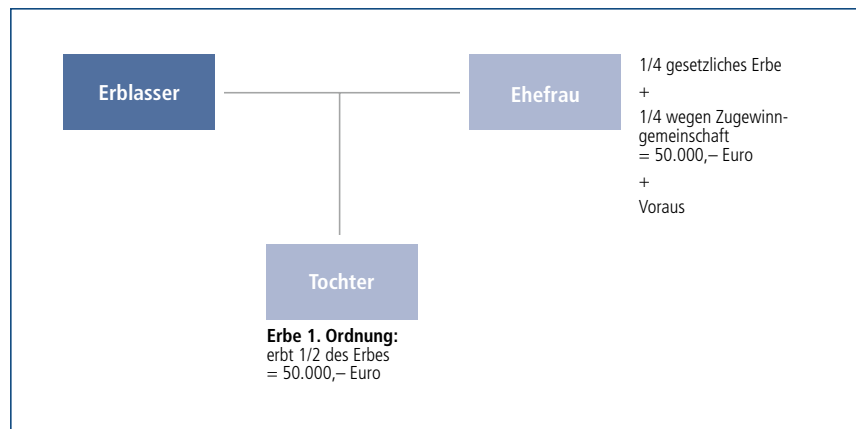 Erblasser
Ehefrau
1/4 gesetzliches Erbe
+
1/4 wegen Zugewinn-
gemeinschaft
= 50.000,– Euro
+
Voraus
Tochter
Erbe 1. Ordnung:
erbt 1/2 des Erbes
= 50.000,– Euro